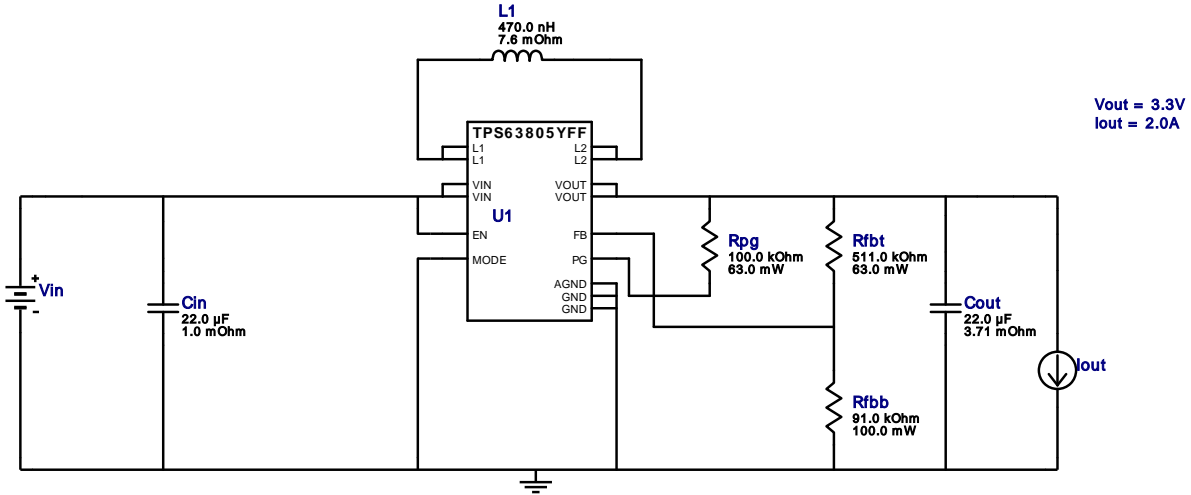 L1
470.0 nH
7.6 mOhm
Vout = 3.3V
Iout = 2.0A
TPS63805YFF
L1
L2
L1
L2
VIN
VOUT
VIN
VOUT
U1
EN
FB
MODE
PG
AGND
GND
GND
Rpg
100.0 kOhm
63.0 mW
Rfbt
511.0 kOhm
63.0 mW
+
Vin
-
Cin
22.0 µF
1.0 mOhm
Cout
22.0 µF
3.71 mOhm
Iout
Rfbb
91.0 kOhm
100.0 mW